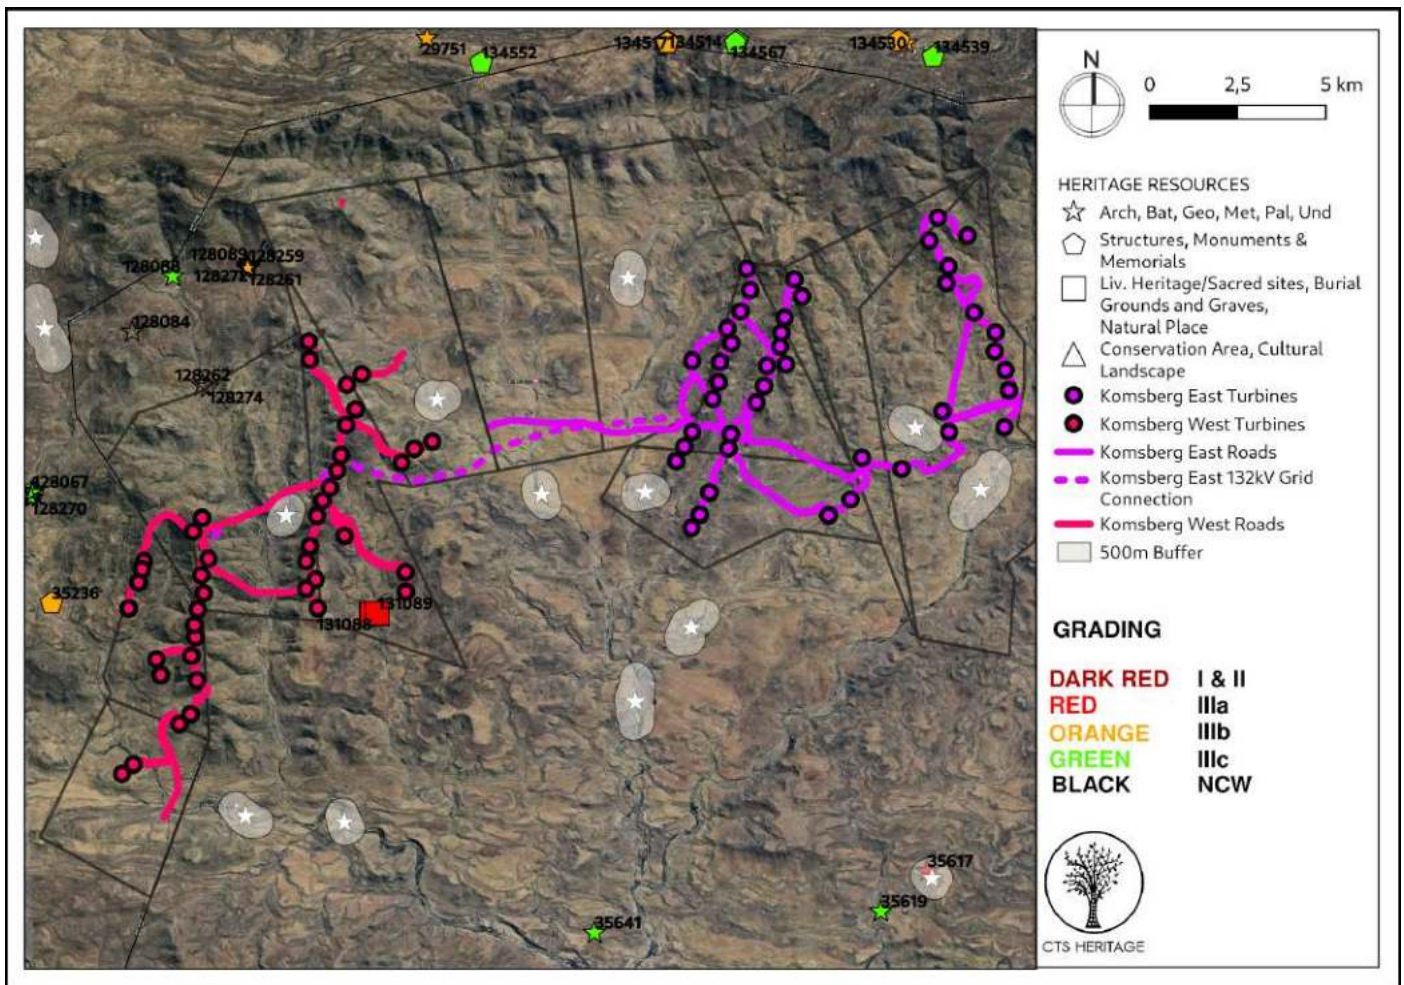 29751
134552
134517
134514
134567
134530
134539
128089
128259
128088
128272
128261
128084
128262
128274
128270
35236
131089
131088
35617
35619
35641
N
0 2,5 5 km
HERITAGE RESOURCES
Arch, Bat, Geo, Met, Pal, Und
Structures, Monuments &
Memorials
Liv. Heritage/Sacred sites, Burial
Grounds and Graves,
Natural Place
Conservation Area, Cultural
Landscape
Komsberg East Turbines
Komsberg West Turbines
Komsberg East Roads
Komsberg East 132kV Grid
Connection
Komsberg West Roads
500m Buffer
GRADING
DARK RED I & II
RED IIIa
ORANGE IIIb
GREEN IIIc
BLACK NCW
CTS HERITAGE